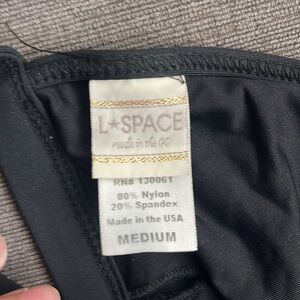 L★SPACE
made in the OC
RN# 130061
80% Nylon
20% Spandex
Made in the USA
MEDIUM